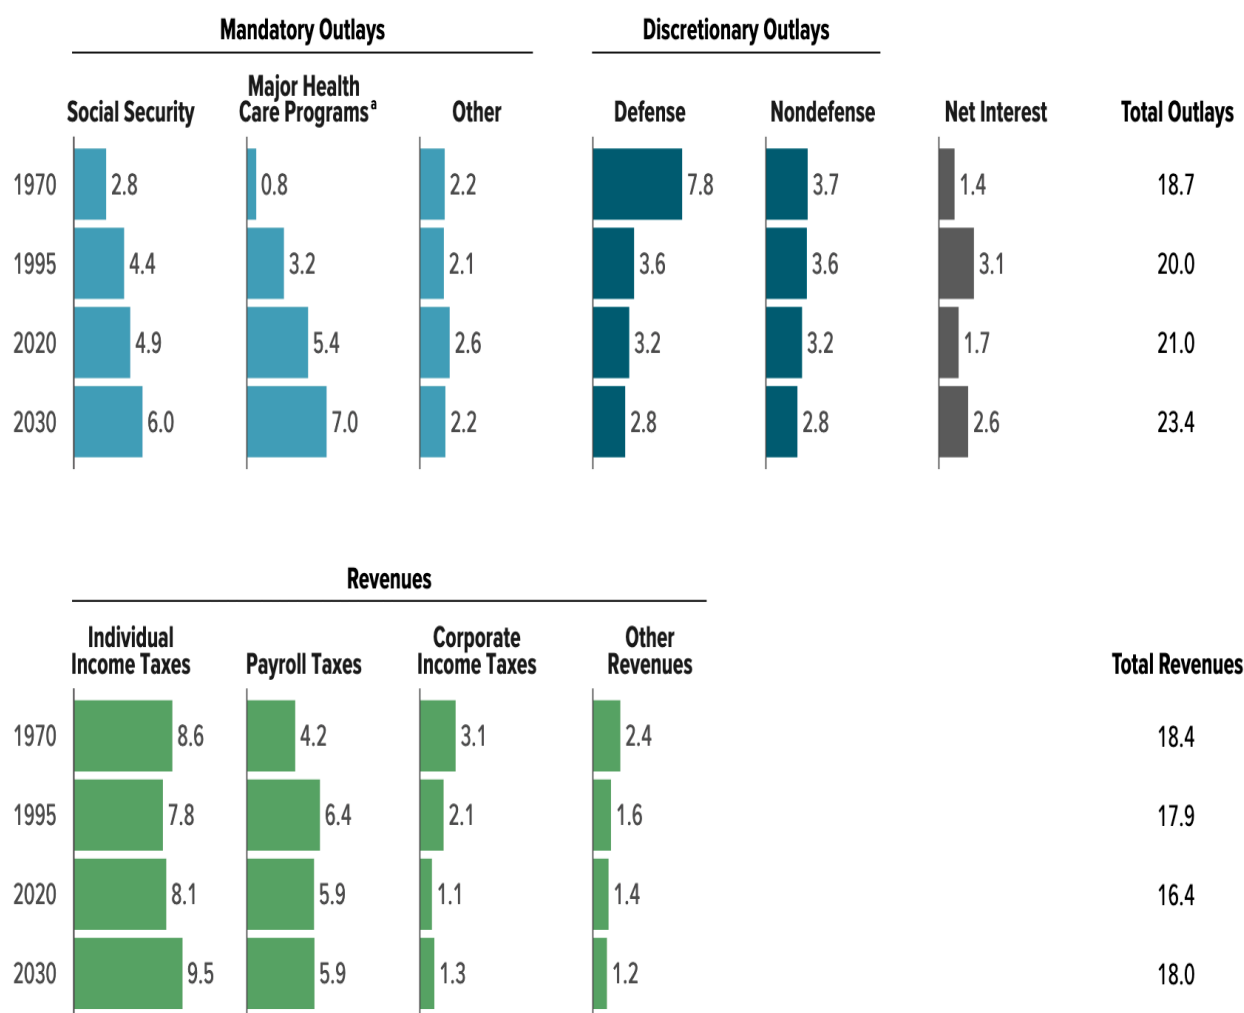 Mandatory Outlays
Discretionary Outlays
Social Security
Major Health
Care Programs a
Other
Defense
Nondefense
Net Interest
Total Outlays
1970 2.8 0.8 2.2 7.8 3.7 1.4 18.7
1995 4.4 3.2 2.1 3.6 3.6 3.1 20.0
2020 4.9 5.4 2.6 3.2 3.2 1.7 21.0
2030 6.0 7.0 2.2 2.8 2.8 2.6 23.4
Revenues
Individual
Income Taxes
Payroll Taxes
Corporate
Income Taxes
Other
Revenues
Total Revenues
1970 8.6 4.2 3.1 2.4 18.4
1995 7.8 6.4 2.1 1.6 17.9
2020 8.1 5.9 1.1 1.4 16.4
2030 9.5 5.9 1.3 1.2 18.0